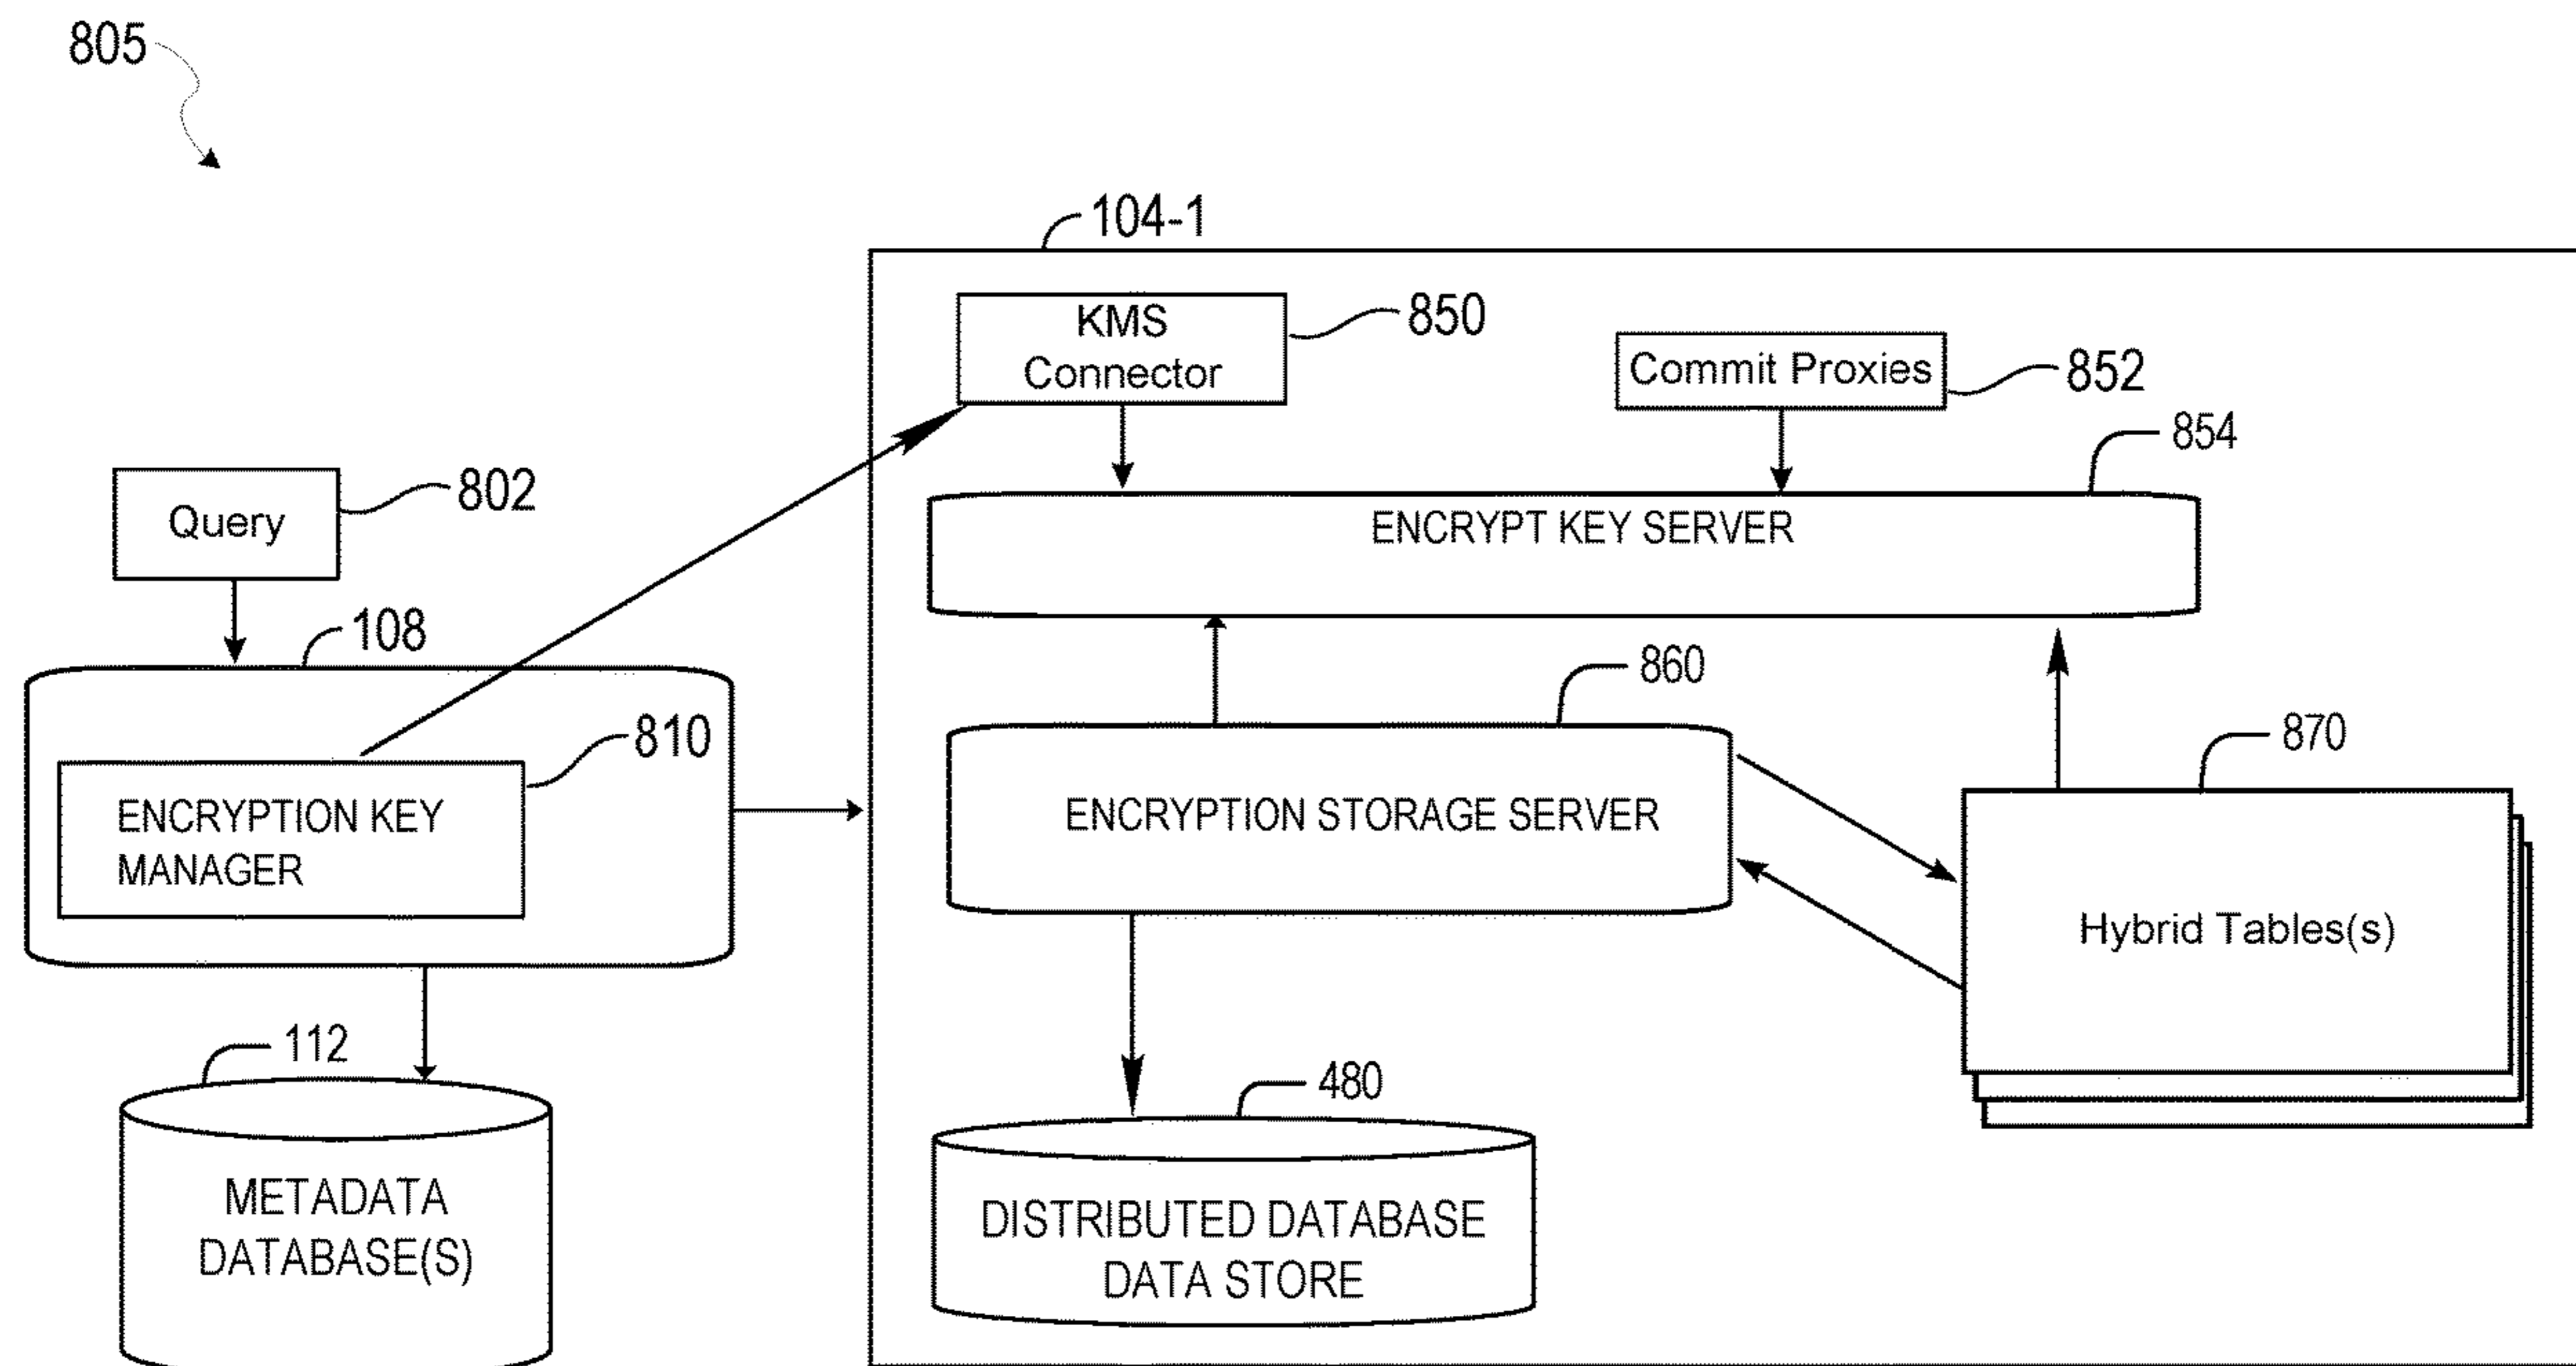 805
104-1
KMS
Connector
850
Commit Proxies
852
854
ENCRYPT KEY SERVER
Query
802
108
ENCRYPTION KEY
MANAGER
810
860
ENCRYPTION STORAGE SERVER
870
Hybrid Tables(s)
112
METADATA
DATABASE(S)
480
DISTRIBUTED DATABASE
DATA STORE